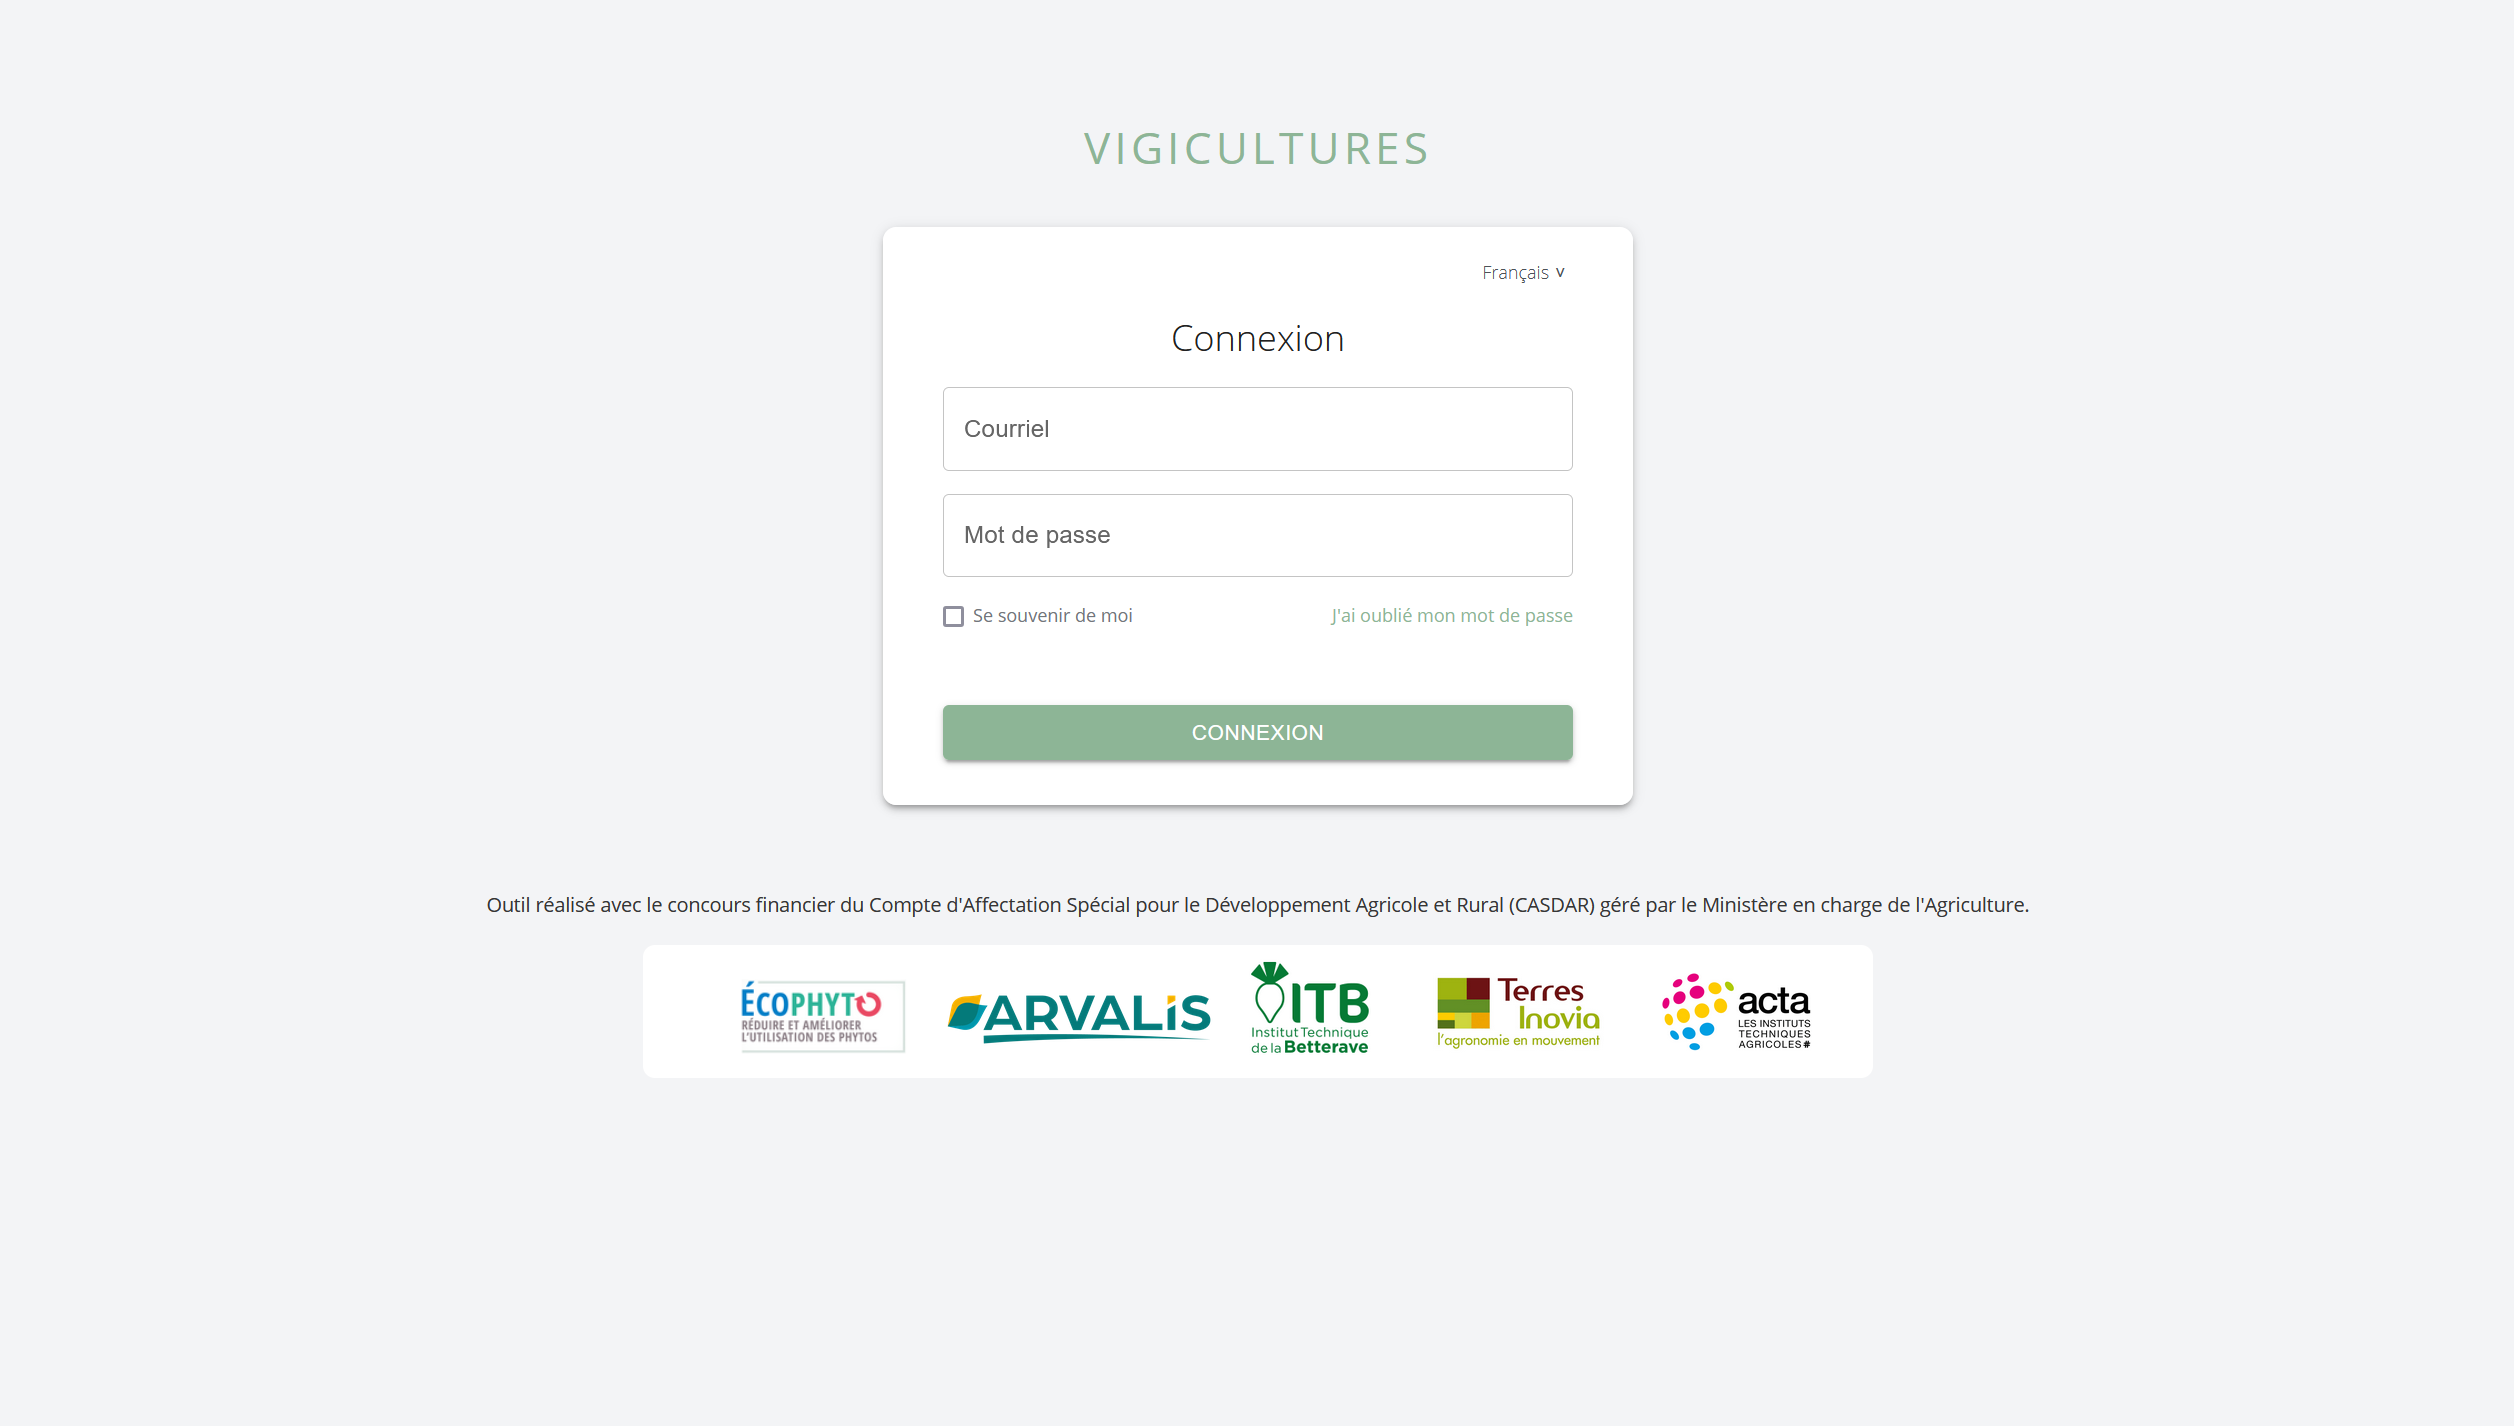 VIGICULTURES
Français v
Connexion
Courriel
Mot de passe
Se souvenir de moi
J'ai oublié mon mot de passe
CONNEXION
Outil réalisé avec le concours financier du Compte d'Affectation Spécial pour le Développement Agricole et Rural (CASDAR) géré par le Ministère en charge de l'Agriculture.
ÉCOPHYTO
RÉDUIRE ET AMÉLIORER
L'UTILISATION DES PHYTOS
ARVALIS
ITB
Institut Technique
de la Betterave
Terres
Inovia
l'agronomie en mouvement
acta
LES INSTITUTS
TECHNIQUES
AGRICOLES#